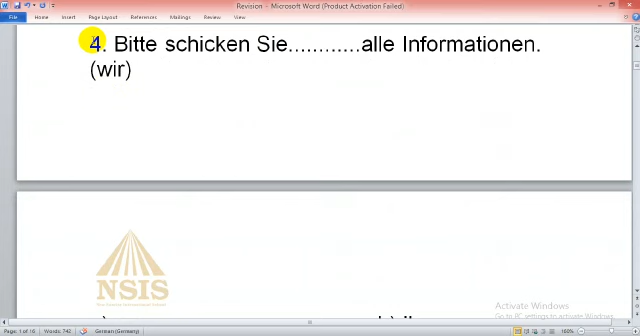 Revision - Microsoft Word (Product Activation Failed)
File Home Insert Page Layout References Mailings Review View
4. Bitte schicken Sie............alle Informationen.
(wir)
NSIS
Activate Windows
Go to PC settings to activate Windows.
Page: 1 of 16 Words: 742 German (Germany) 160%